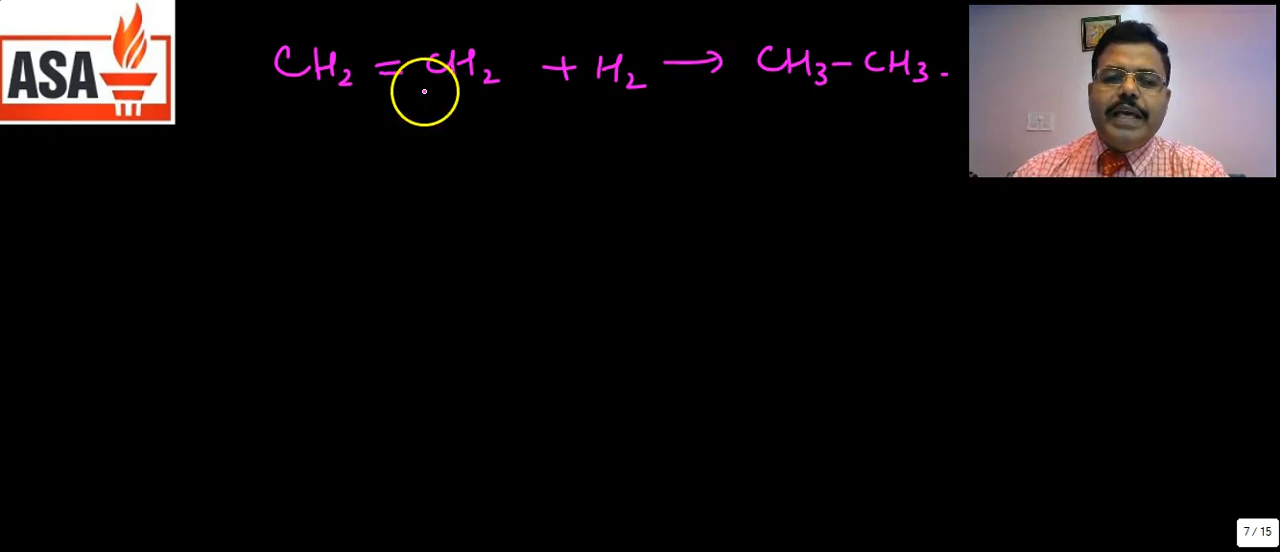 ASA
CH₂ = CH₂ + H₂ → CH₃ – CH₃.
7 / 15